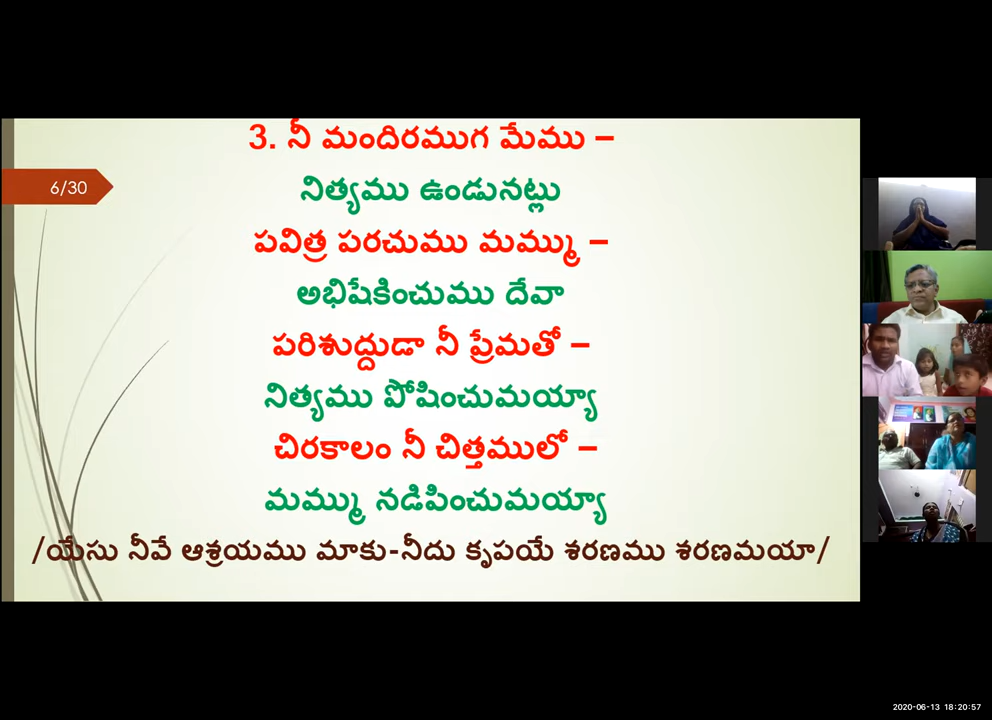 3. నీ మందిరముగ మేము –
6/30
నిత్యము ఉండునట్లు
పవిత్ర పరచుము మమ్ము –
అభిషేకించుము దేవా
పరిశుద్దుడా నీ ప్రేమతో –
నిత్యము పోషించుమయ్యా
చిరకాలం నీ చిత్తములో –
మమ్ము నడిపించుమయ్యా
/యేసు నీవే ఆశ్రయము మాకు-నీదు కృపయే శరణము శరణమయా/
2020-06-13 18:20:57